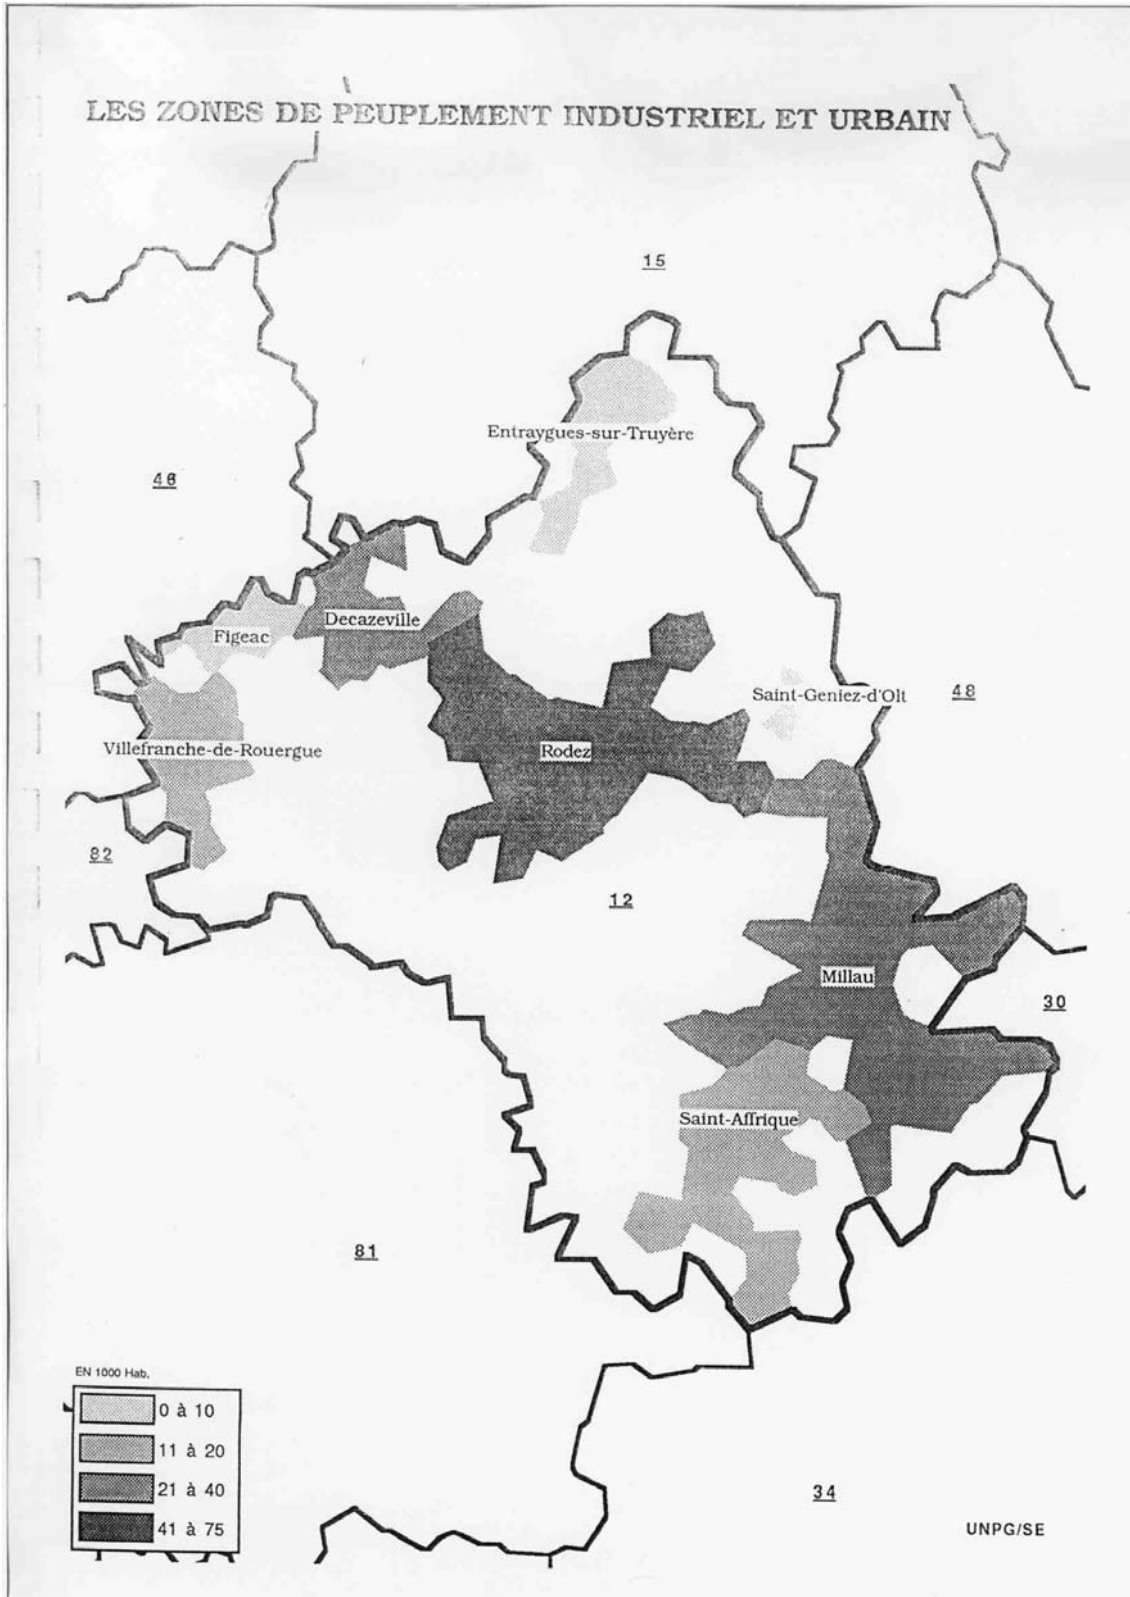 LES ZONES DE PEUPLEMENT INDUSTRIEL ET URBAIN
15
Entraygues-sur-Truyère
46
Decazeville
Figeac
Saint-Geniez-d'Olt
48
Villefranche-de-Rouergue
Rodez
82
12
Millau
30
Saint-Affrique
81
EN 1000 Hab.
0 à 10
11 à 20
21 à 40
41 à 75
34
UNPG/SE